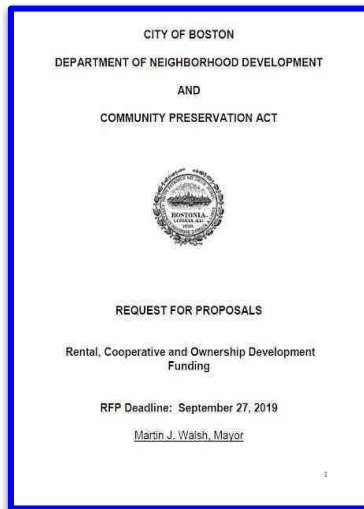 CITY OF BOSTON
DEPARTMENT OF NEIGHBORHOOD DEVELOPMENT
AND
COMMUNITY PRESERVATION ACT
BOSTONIA.
REQUEST FOR PROPOSALS
Rental, Cooperative and Ownership Development
Funding
RFP Deadline: September 27, 2019
Martin J. Walsh, Mayor
1